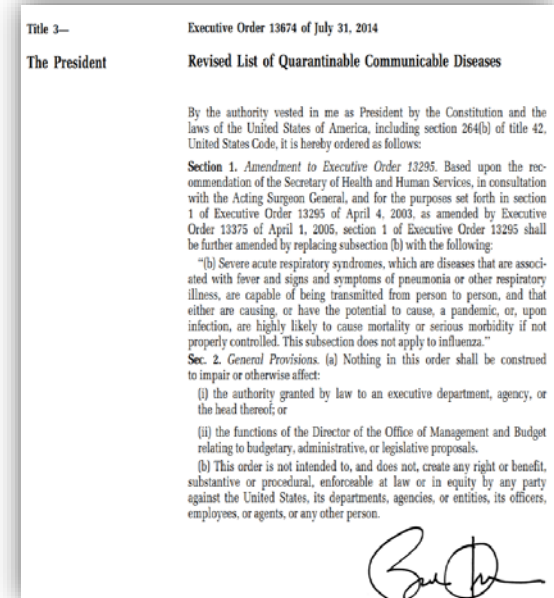 Title 3—
Executive Order 13674 of July 31, 2014
The President
Revised List of Quarantinable Communicable Diseases
By the authority vested in me as President by the Constitution and the
laws of the United States of America, including section 264(b) of title 42,
United States Code, it is hereby ordered as follows:
Section 1. Amendment to Executive Order 13295. Based upon the rec-
ommendation of the Secretary of Health and Human Services, in consultation
with the Acting Surgeon General, and for the purposes set forth in section
1 of Executive Order 13295 of April 4, 2003, as amended by Executive
Order 13375 of April 1, 2005, section 1 of Executive Order 13295 shall
be further amended by replacing subsection (b) with the following:
“(b) Severe acute respiratory syndromes, which are diseases that are associ-
ated with fever and signs and symptoms of pneumonia or other respiratory
illness, are capable of being transmitted from person to person, and that
either are causing, or have the potential to cause, a pandemic, or, upon
infection, are highly likely to cause mortality or serious morbidity if not
properly controlled. This subsection does not apply to influenza.”
Sec. 2. General Provisions. (a) Nothing in this order shall be construed
to impair or otherwise affect:
(i) the authority granted by law to an executive department, agency, or
the head thereof; or
(ii) the functions of the Director of the Office of Management and Budget
relating to budgetary, administrative, or legislative proposals.
(b) This order is not intended to, and does not, create any right or benefit,
substantive or procedural, enforceable at law or in equity by any party
against the United States, its departments, agencies, or entities, its officers,
employees, or agents, or any other person.